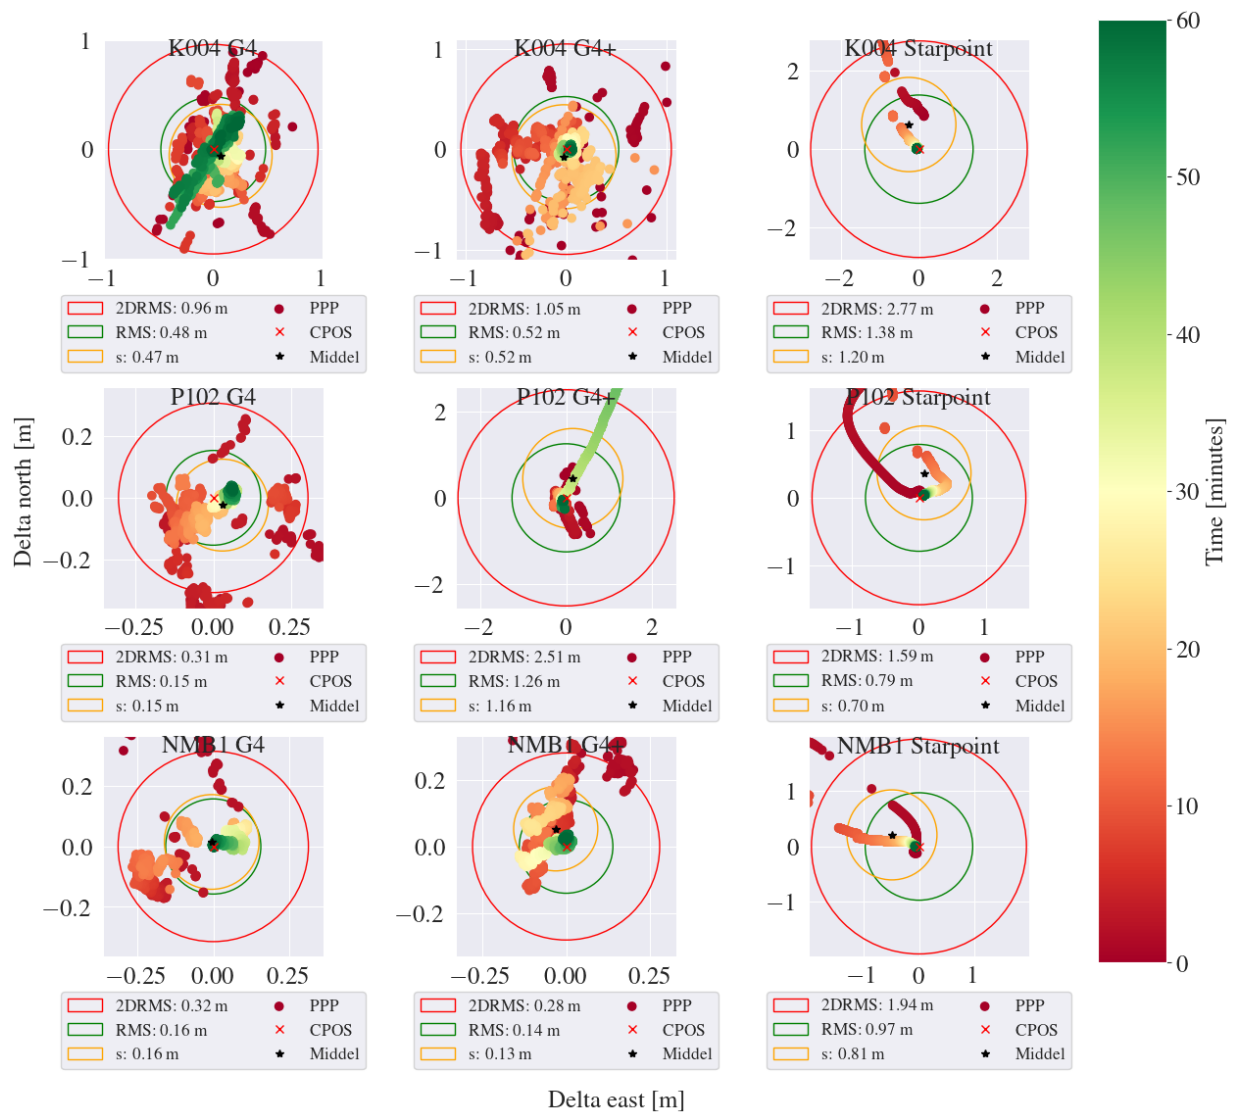 K004 G4
K004 G4+
K004 Starpoint
1
0
−1
−1
0
1
1
0
−1
−1
0
1
2
0
−2
−2
0
2
2DRMS: 0.96 m
PPP
RMS: 0.48 m
CPOS
s: 0.47 m
Middel
2DRMS: 1.05 m
PPP
RMS: 0.52 m
CPOS
s: 0.52 m
Middel
2DRMS: 2.77 m
PPP
RMS: 1.38 m
CPOS
s: 1.20 m
Middel
P102 G4
P102 G4+
P102 Starpoint
0.2
0.0
−0.2
−0.25
0.00
0.25
2
0
−2
−2
0
2
1
0
−1
−1
0
1
2DRMS: 0.31 m
PPP
RMS: 0.15 m
CPOS
s: 0.15 m
Middel
2DRMS: 2.51 m
PPP
RMS: 1.26 m
CPOS
s: 1.16 m
Middel
2DRMS: 1.59 m
PPP
RMS: 0.79 m
CPOS
s: 0.70 m
Middel
NMB1 G4
NMB1 G4+
NMB1 Starpoint
0.2
0.0
−0.2
−0.25
0.00
0.25
0.2
0.0
−0.2
−0.25
0.00
0.25
1
0
−1
−1
0
1
2DRMS: 0.32 m
PPP
RMS: 0.16 m
CPOS
s: 0.16 m
Middel
2DRMS: 0.28 m
PPP
RMS: 0.14 m
CPOS
s: 0.13 m
Middel
2DRMS: 1.94 m
PPP
RMS: 0.97 m
CPOS
s: 0.81 m
Middel
Delta north [m]
Delta east [m]
60
50
40
30
20
10
0
Time [minutes]